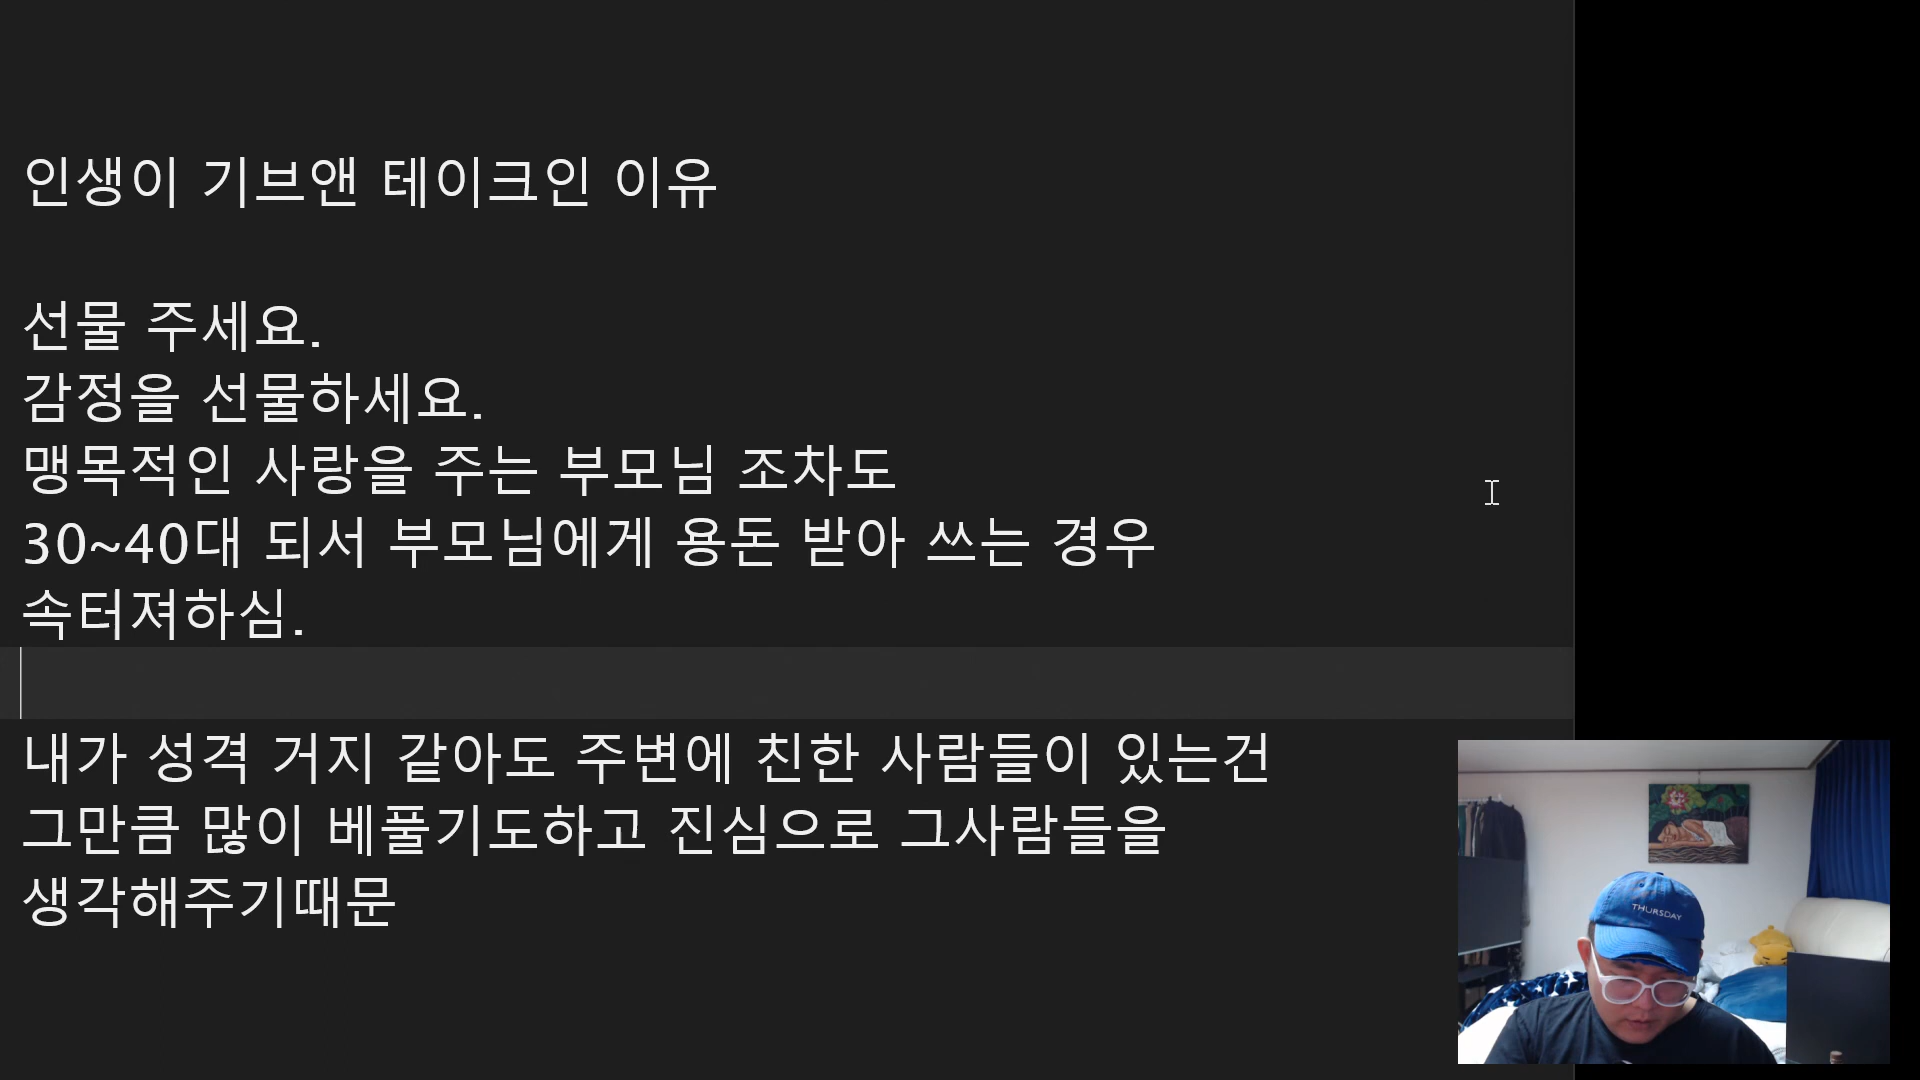 인생이 기브앤 테이크인 이유
선물 주세요.
감정을 선물하세요.
맹목적인 사랑을 주는 부모님 조차도
30~40대 되서 부모님에게 용돈 받아 쓰는 경우
속터져하심.
내가 성격 거지 같아도 주변에 친한 사람들이 있는건
그만큼 많이 베풀기도하고 진심으로 그사람들을
생각해주기때문
THURSDAY